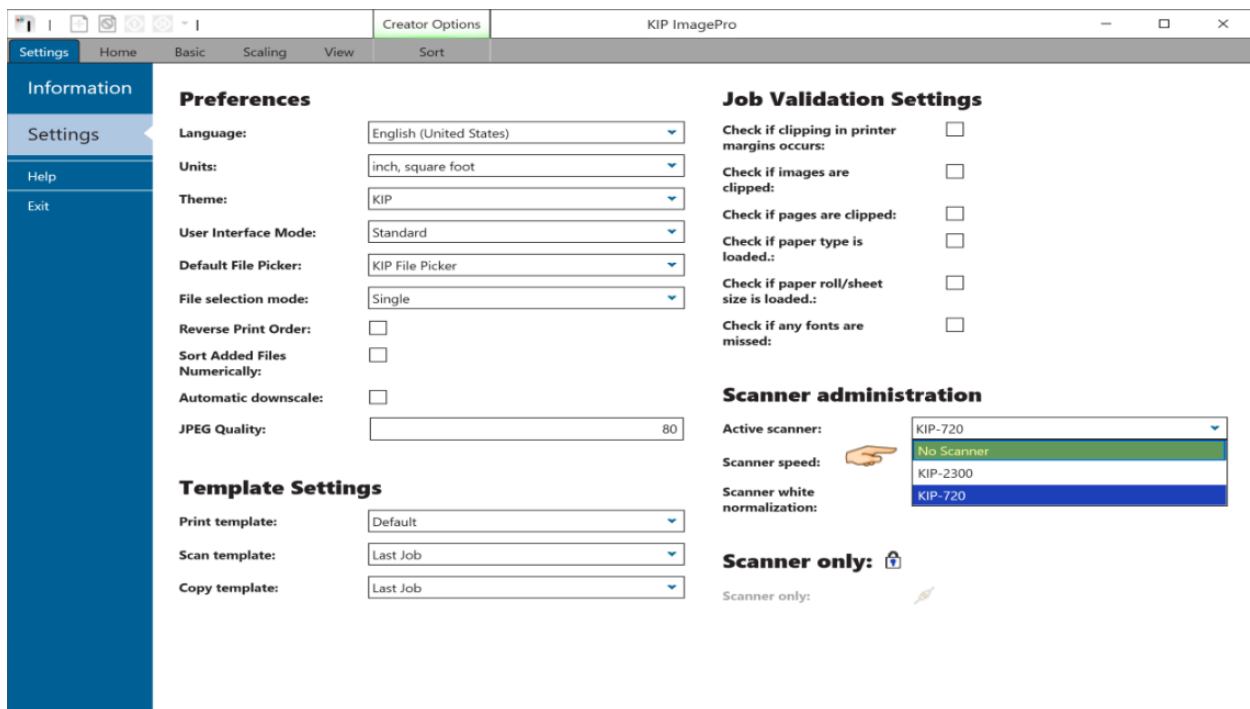 Creator Options
KIP ImagePro
Settings
Home
Basic
Scaling
View
Sort
Information
Settings
Help
Exit
Preferences
Language:
English (United States)
Units:
inch, square foot
Theme:
KIP
User Interface Mode:
Standard
Default File Picker:
KIP File Picker
File selection mode:
Single
Reverse Print Order:
Sort Added Files
Numerically:
Automatic downscale:
JPEG Quality:
80
Template Settings
Print template:
Default
Scan template:
Last Job
Copy template:
Last Job
Job Validation Settings
Check if clipping in printer
margins occurs:
Check if images are
clipped:
Check if pages are clipped:
Check if paper type is
loaded.:
Check if paper roll/sheet
size is loaded.:
Check if any fonts are
missed:
Scanner administration
Active scanner:
KIP-720
No Scanner
KIP-2300
KIP-720
Scanner speed:
Scanner white
normalization:
Scanner only:
Scanner only: